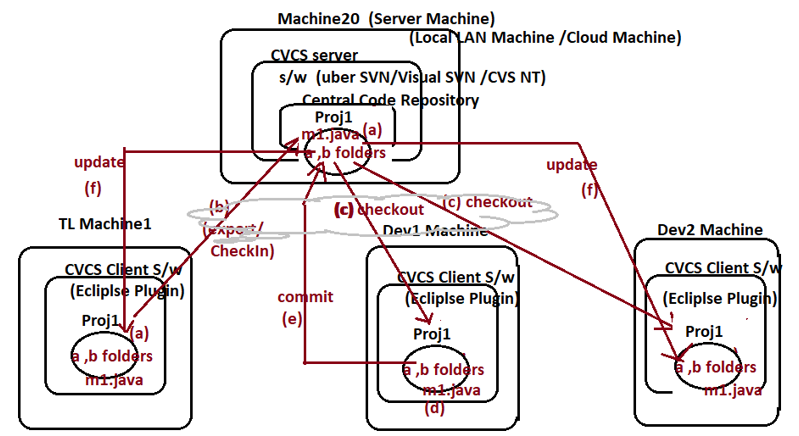 Machine20 (Server Machine)
(Local LAN Machine /Cloud Machine)
CVCS server
s/w (uber SVN/Visual SVN /CVS NT)
Central Code Repository
Proj1
m1.java (a)
a ,b folders
update
(f)
update
(f)
(b)
(export/
CheckIn)
(c) checkout
(c) checkout
TL Machine1
CVCS Client S/w
(Ecliplse Plugin)
Proj1
(a)
a ,b folders
m1.java
commit
(e)
Dev1 Machine
CVCS Client S/w
(Ecliplse Plugin)
Proj1
a ,b folders
m1.java
(d)
Dev2 Machine
CVCS Client S/w
(Ecliplse Plugin)
Proj1
a ,b folders
m1.java